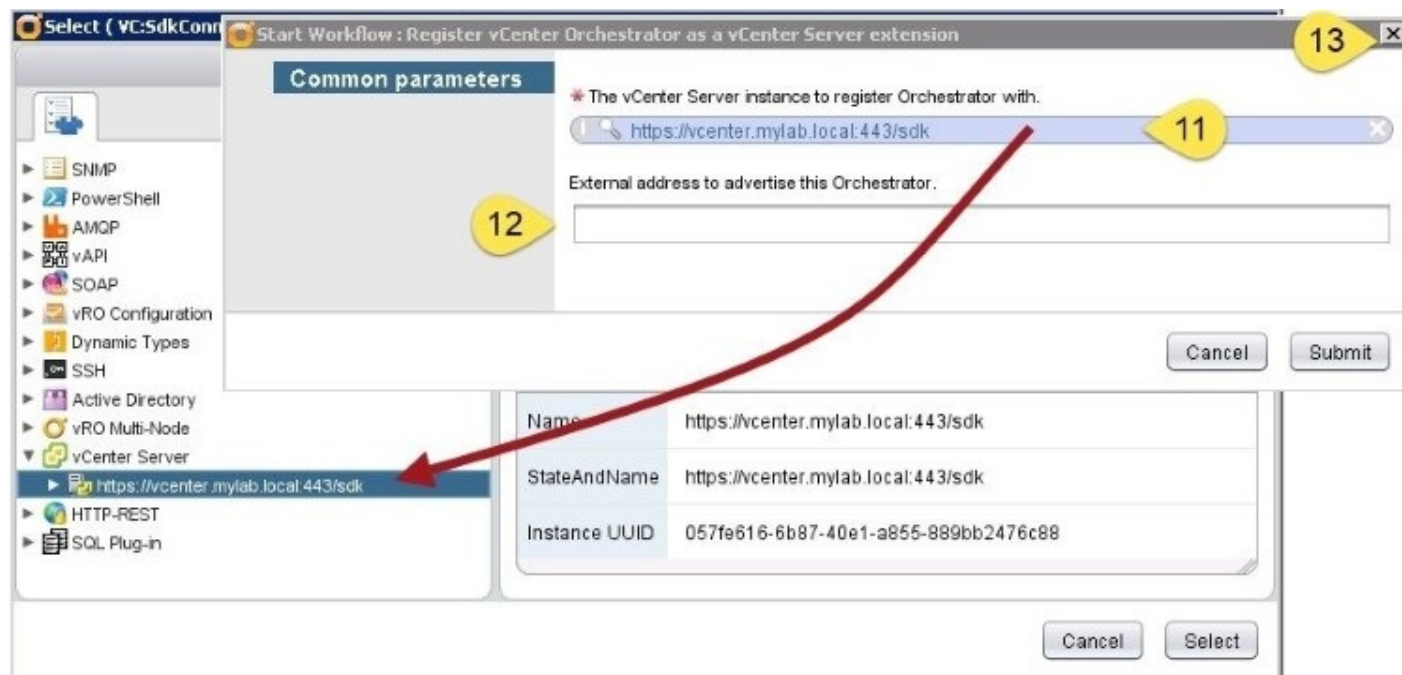 Select ( VC:SdkConn
Start Workflow : Register vCenter Orchestrator as a vCenter Server extension
13
Common parameters
* The vCenter Server instance to register Orchestrator with.
https://vcenter.mylab.local:443/sdk
11
External address to advertise this Orchestrator.
12
Cancel
Submit
SNMP
PowerShell
AMQP
vAPI
SOAP
vRO Configuration
Dynamic Types
SSH
Active Directory
vRO Multi-Node
vCenter Server
https://vcenter.mylab.local:443/sdk
HTTP-REST
SQL Plug-in
Name https://vcenter.mylab.local:443/sdk
StateAndName https://vcenter.mylab.local:443/sdk
Instance UUID 057fe616-6b87-40e1-a855-889bb2476c88
Cancel
Select